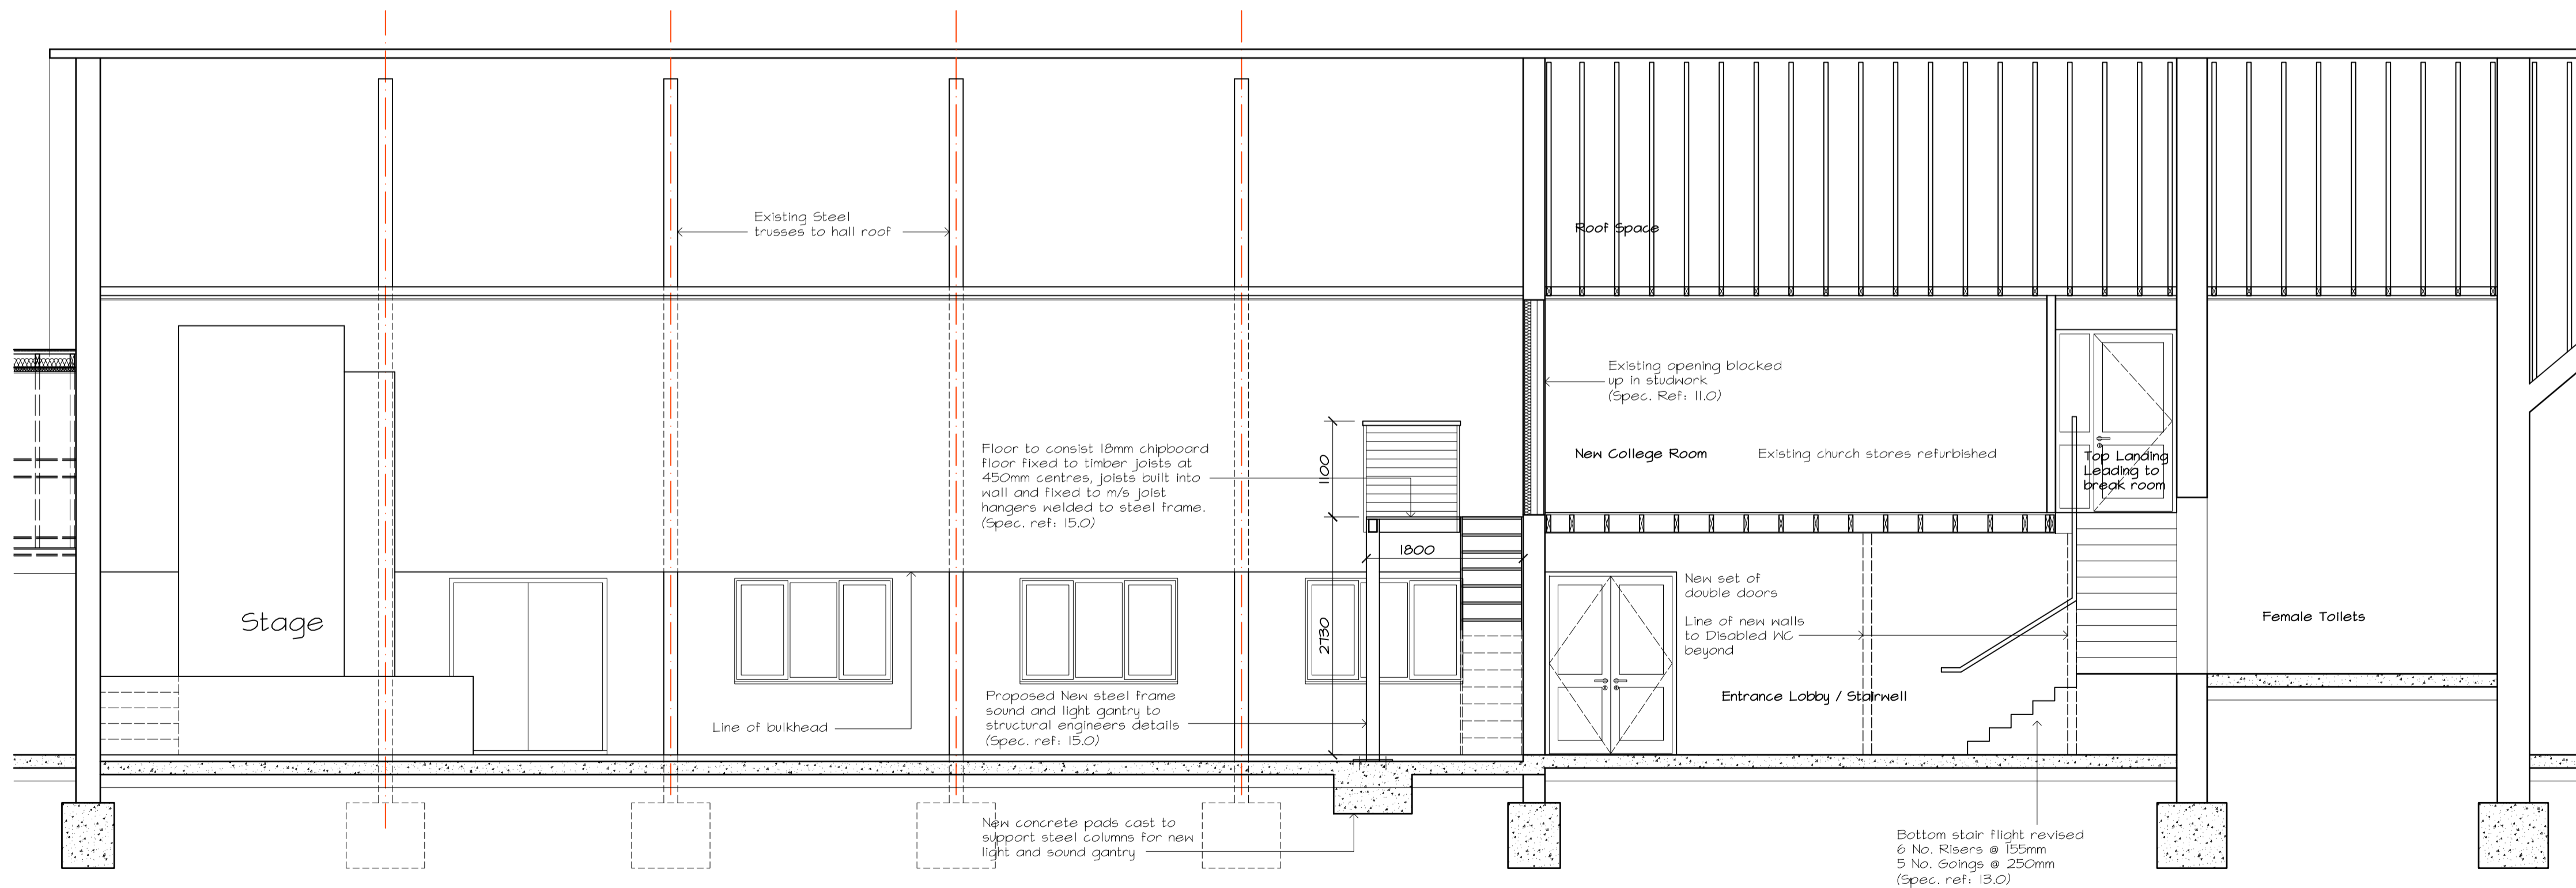 Existing Steel
trusses to hall roof
Roof Space
Existing opening blocked
up in studwork
(Spec. Ref: 11.0)
Floor to consist 18mm chipboard
floor fixed to timber joists at
450mm centres, joists built into
wall and fixed to m/s joist
hangers welded to steel frame.
(Spec. ref: 15.0)
1100
New College Room
Existing church stores refurbished
Top Landing
Leading to
break room
1800
Stage
2730
New set of
double doors
Line of new walls
to Disabled WC
beyond
Female Toilets
Line of bulkhead
Proposed New steel frame
sound and light gantry to
structural engineers details
(Spec. ref: 15.0)
Entrance Lobby / Stairwell
New concrete pads cast to
support steel columns for new
light and sound gantry
Bottom stair flight revised
6 No. Risers @ 155mm
5 No. Goings @ 250mm
(Spec. ref: 13.0)